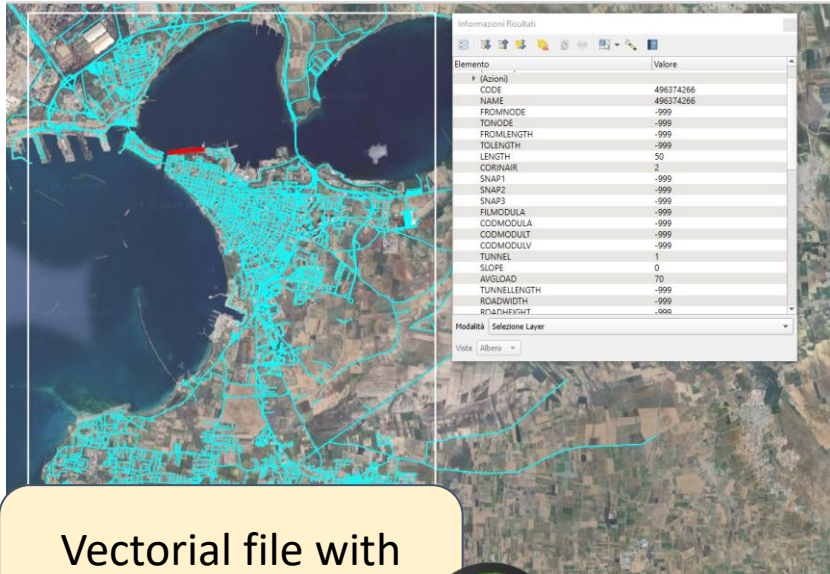 Informazioni Risultati
Elemento Valore
(Azioni)
CODE 496374266
NAME 496374266
FROMNODE -999
TONODE -999
FROMLENGTH -999
TOLENGTH -999
LENGTH 50
CORINAIR 2
SNAP1 -999
SNAP2 -999
SNAP3 -999
FILMODULA -999
CODMODULA -999
CODMODULT -999
CODMODULV -999
TUNNEL 1
SLOPE 0
AVGLOAD 70
TUNNELLENGTH -999
ROADWIDTH -999
ROADHEIGHT -999
Modalità Selezione Layer
Vista Albero
Vectorial file with